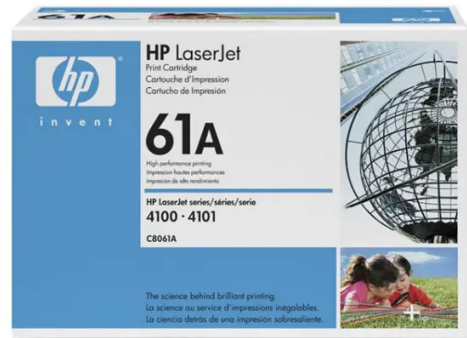 hp
invent
HP LaserJet
Print Cartridge
Cartouche d'Impression
Cartucho de Impresión
61A
High performance printing
Impression hautes performances
Impresión de alto rendimiento
HP LaserJet series/séries/serie
4100 · 4101
C8061A
The science behind brilliant printing.
La science au service d'impressions inégalables.
La ciencia detrás de una impresión sobresaliente.